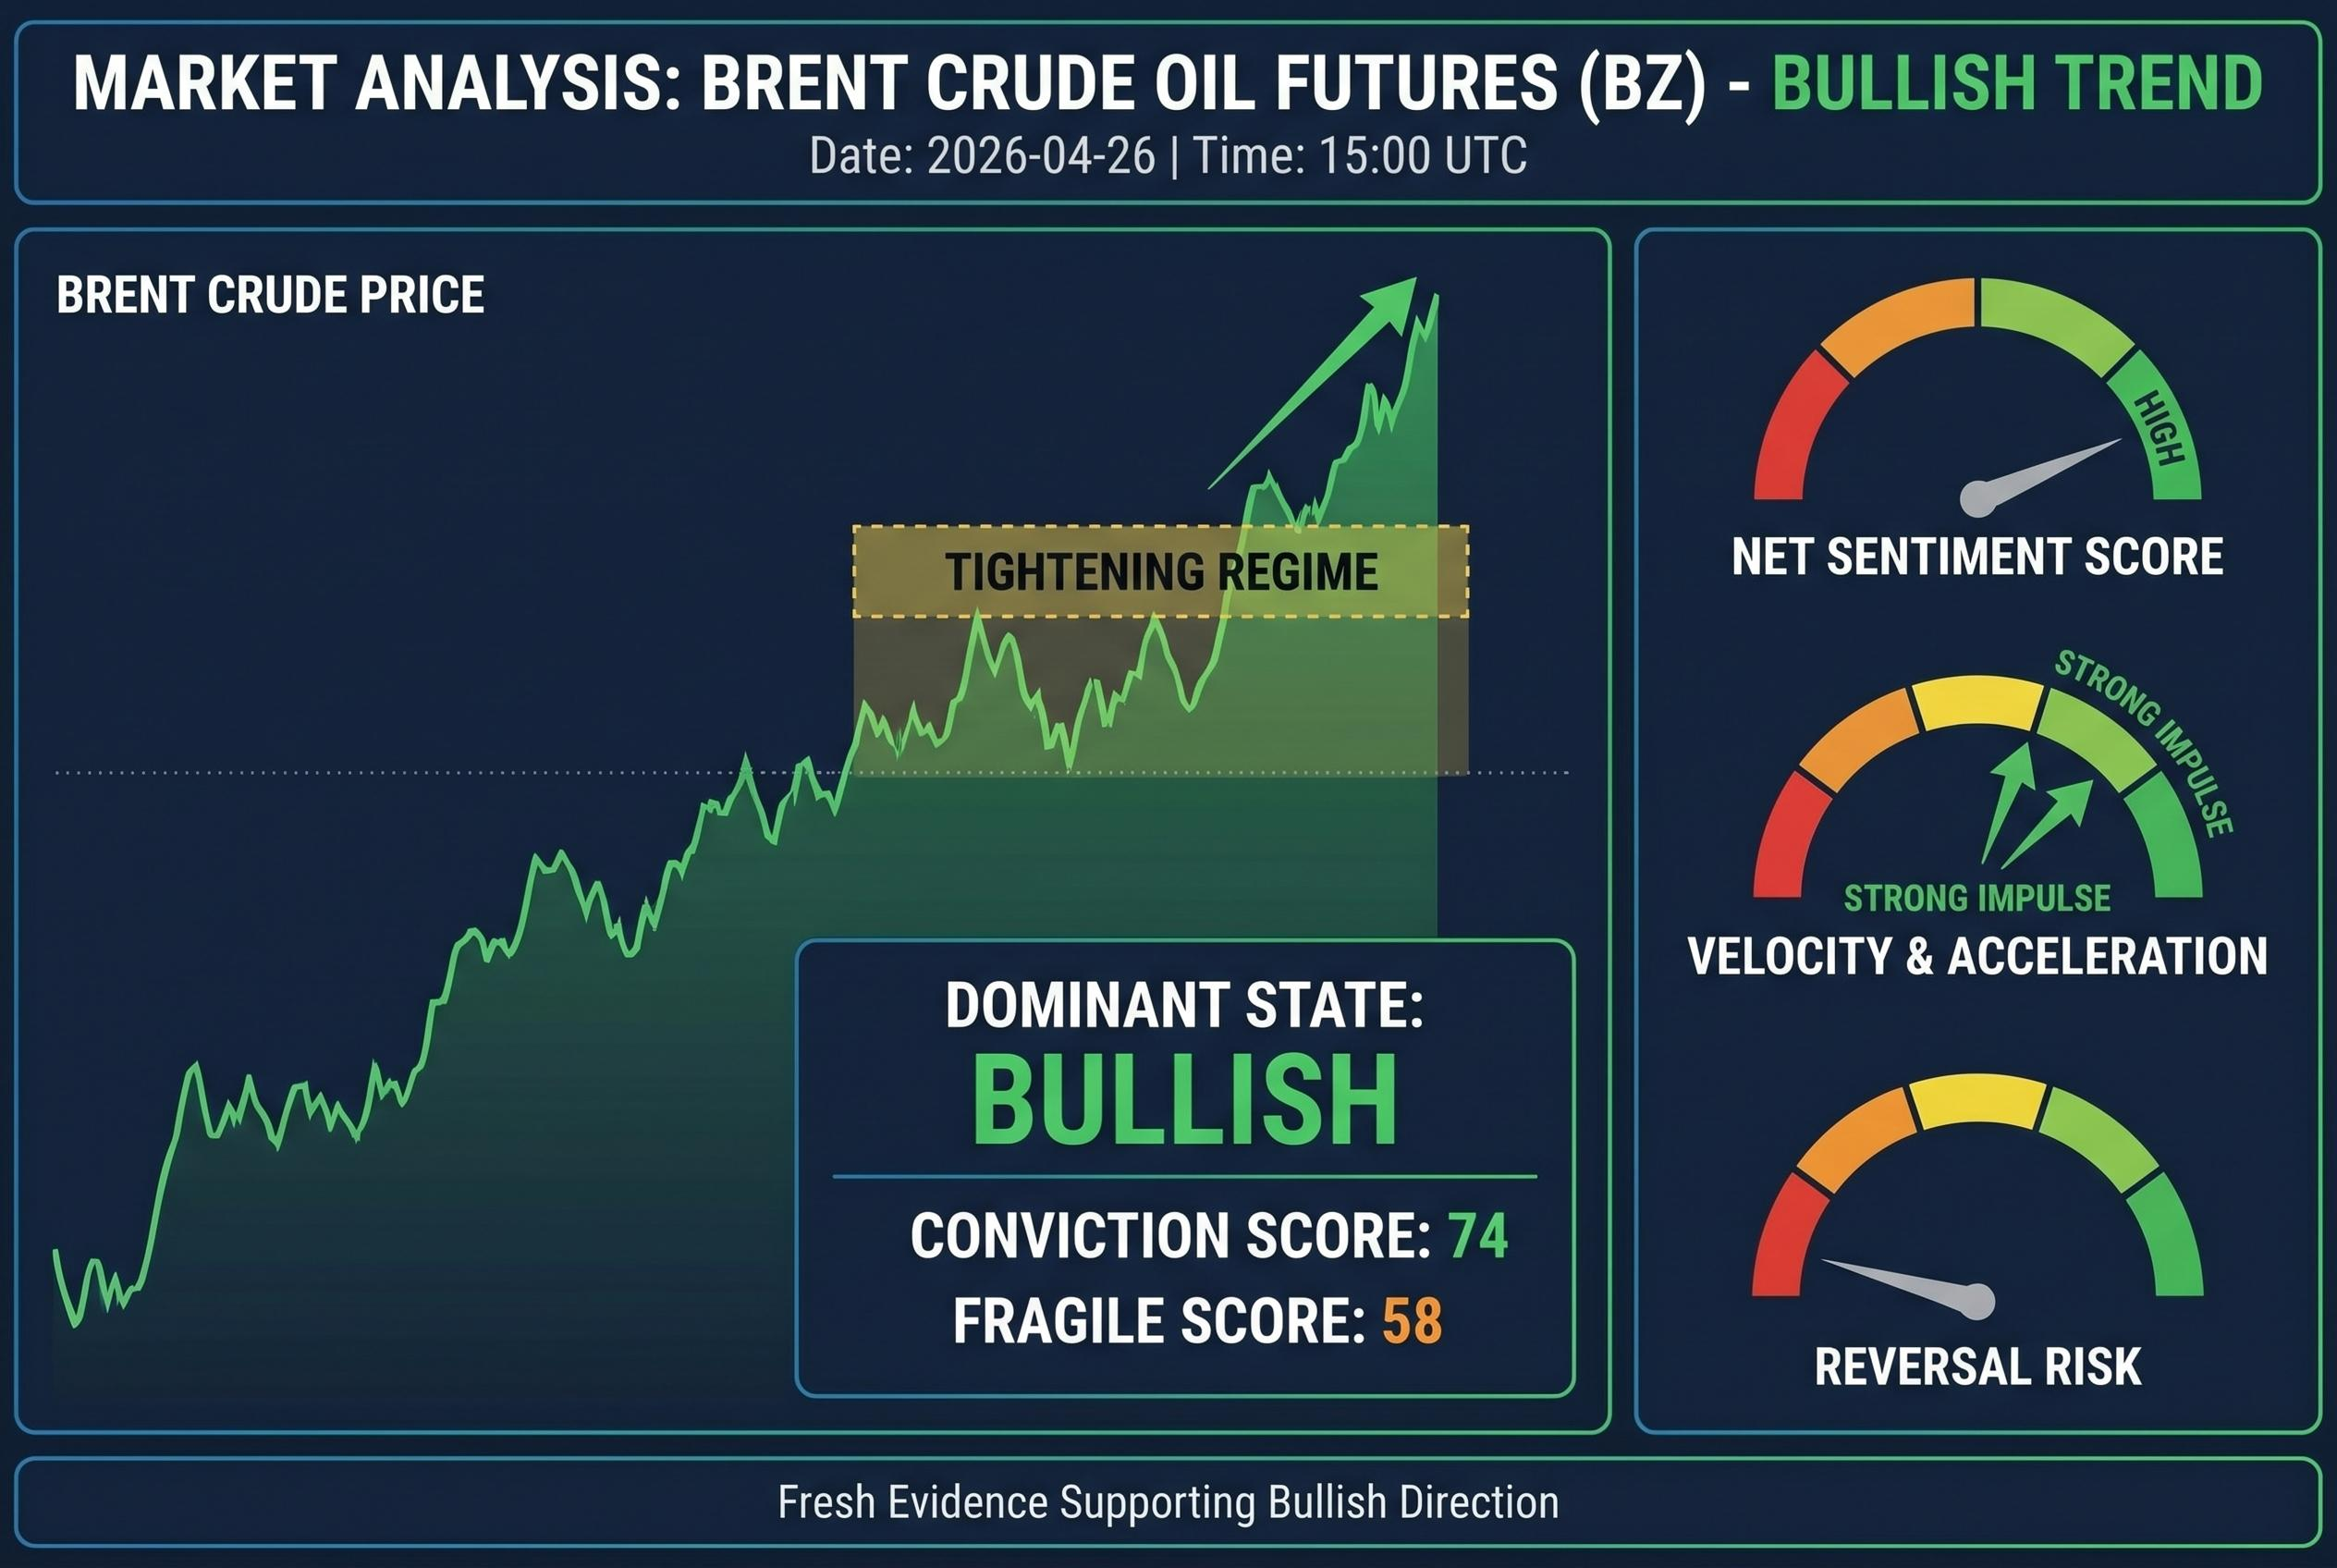 MARKET ANALYSIS: BRENT CRUDE OIL FUTURES (BZ) - BULLISH TREND
Date: 2026-04-26 | Time: 15:00 UTC
BRENT CRUDE PRICE
TIGHTENING REGIME
DOMINANT STATE:
BULLISH
CONVICTION SCORE: 74
FRAGILE SCORE: 58
HIGH
NET SENTIMENT SCORE
STRONG IMPULSE
STRONG IMPULSE
VELOCITY & ACCELERATION
REVERSAL RISK
Fresh Evidence Supporting Bullish Direction